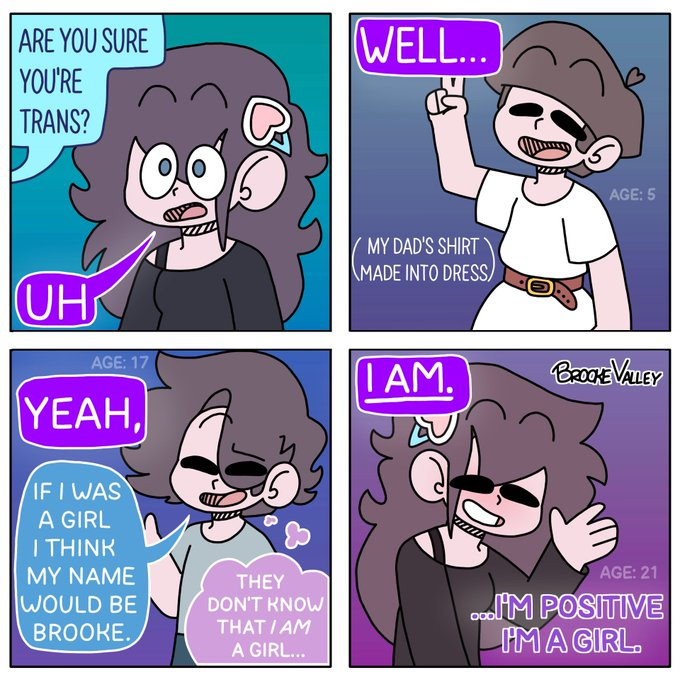 ARE YOU SURE
YOU'RE
TRANS?
UH
WELL...
AGE: 5
(MY DAD'S SHIRT
MADE INTO DRESS)
AGE: 17
YEAH,
IF I WAS
A GIRL
I THINK
MY NAME
WOULD BE
BROOKE.
THEY
DON'T KNOW
THAT I AM
A GIRL...
I AM.
BROOKE VALLEY
AGE: 21
...I'M POSITIVE
I'M A GIRL.